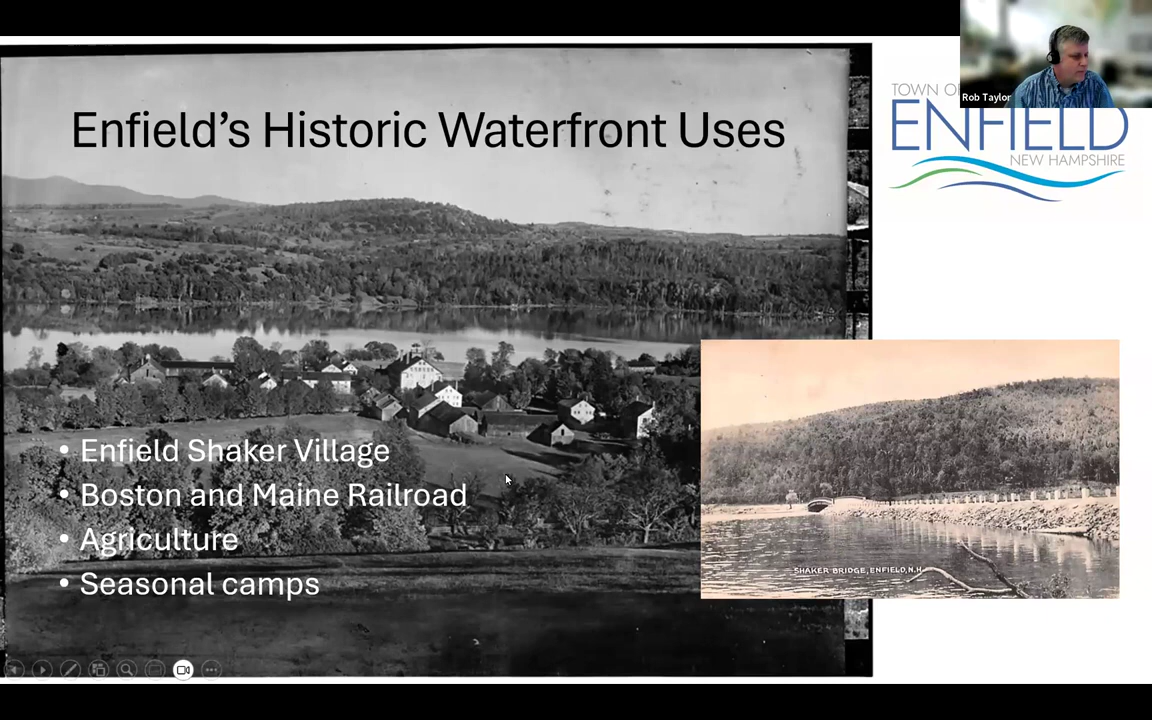 Enfield's Historic Waterfront Uses
• Enfield Shaker Village
• Boston and Maine Railroad
• Agriculture
• Seasonal camps
TOWN O
ENFIELD
NEW HAMPSHIRE
Rob Taylor
SHAKER BRIDGE, ENFIELD, N.H.